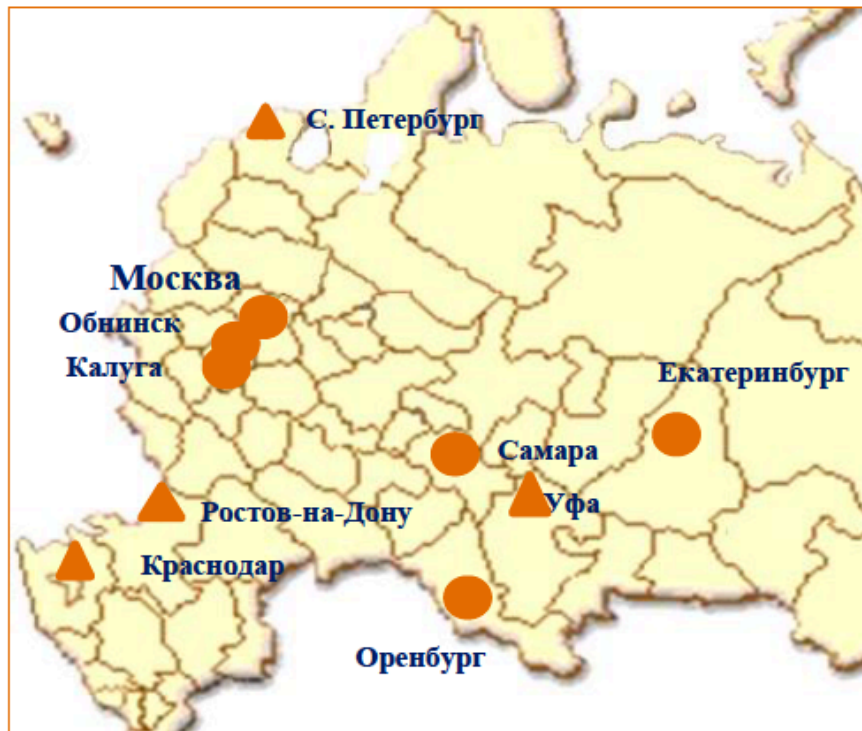 С. Петербург
Москва
Обнинск
Калуга
Екатеринбург
Самара
Уфа
Ростов-на-Дону
Краснодар
Оренбург